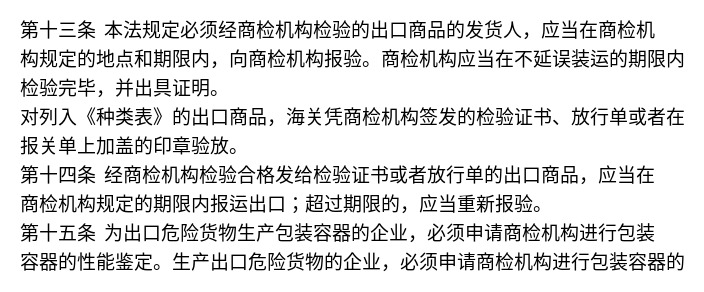 第十三条 本法规定必须经商检机构检验的出口商品的发货人，应当在商检机
构规定的地点和期限内，向商检机构报验。商检机构应当在不延误装运的期限内
检验完毕，并出具证明。
对列入《种类表》的出口商品，海关凭商检机构签发的检验证书、放行单或者在
报关单上加盖的印章验放。
第十四条 经商检机构检验合格发给检验证书或者放行单的出口商品，应当在
商检机构规定的期限内报运出口；超过期限的，应当重新报验。
第十五条 为出口危险货物生产包装容器的企业，必须申请商检机构进行包装
容器的性能鉴定。生产出口危险货物的企业，必须申请商检机构进行包装容器的